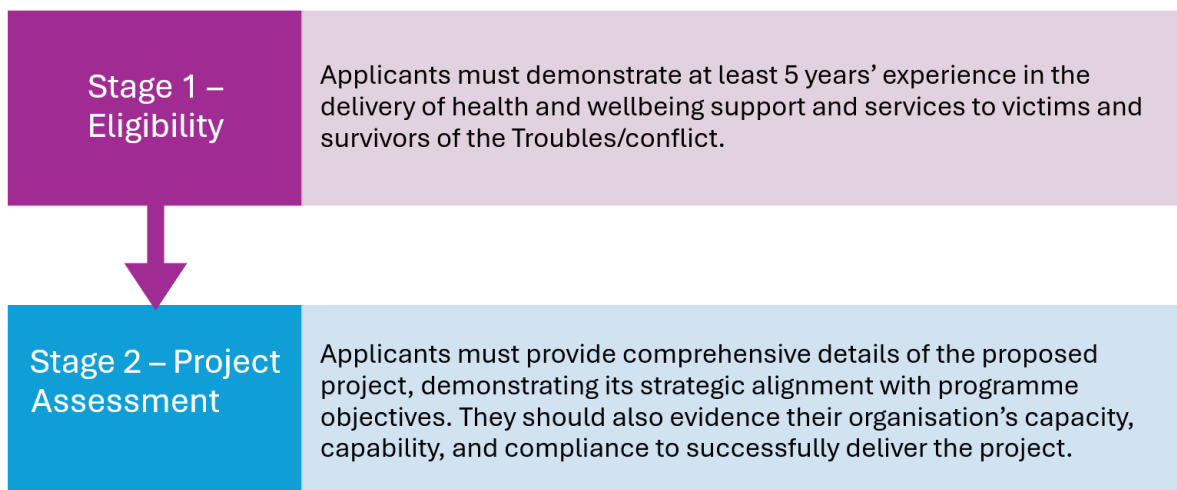 Stage 1 –
Eligibility
Applicants must demonstrate at least 5 years’ experience in the
delivery of health and wellbeing support and services to victims and
survivors of the Troubles/conflict.
Stage 2 – Project
Assessment
Applicants must provide comprehensive details of the proposed
project, demonstrating its strategic alignment with programme
objectives. They should also evidence their organisation’s capacity,
capability, and compliance to successfully deliver the project.